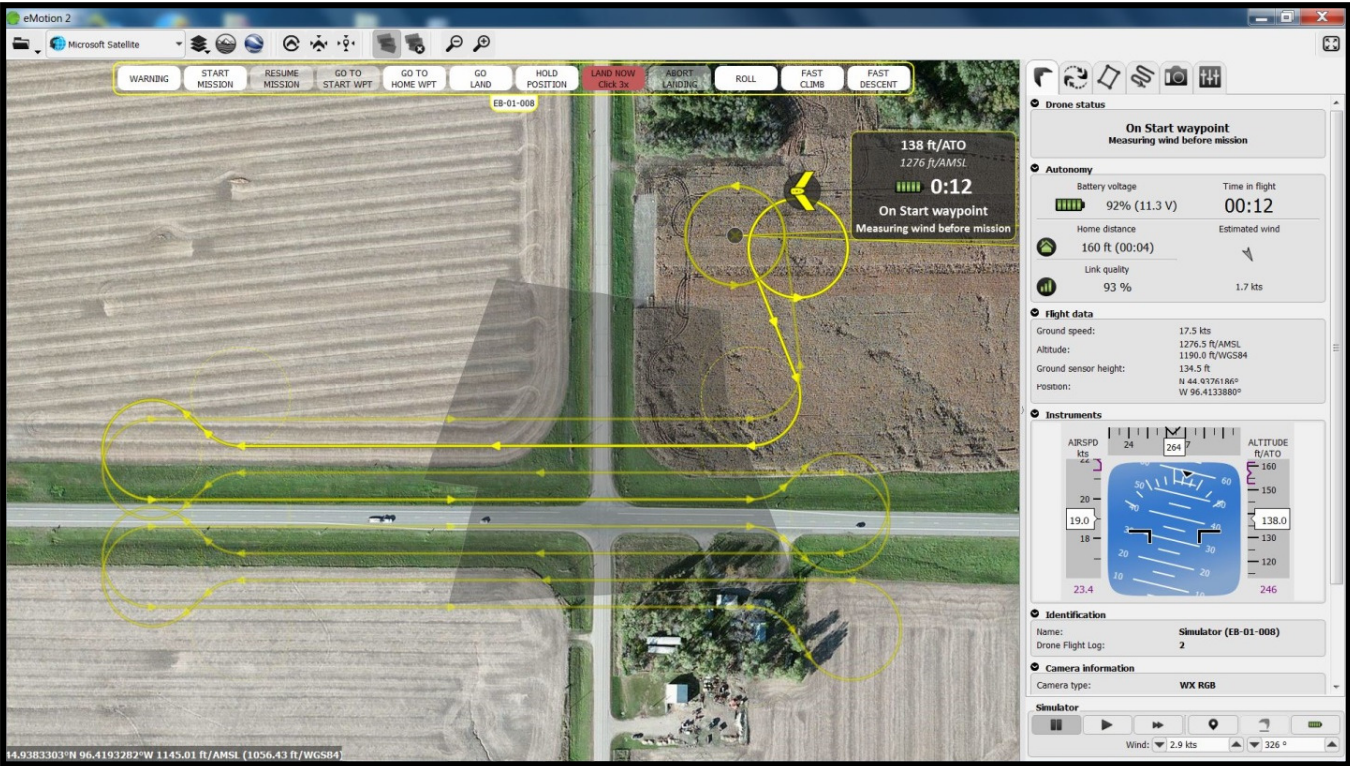 eMotion 2
Microsoft Satellite
WARNING
START MISSION
RESUME MISSION
GO TO START WPT
GO TO HOME WPT
GO LAND
HOLD POSITION
LAND NOW
Click 3x
ABORT LANDING
ROLL
FAST CLIMB
FAST DESCENT
EB-01-008
138 ft/ATO
1276 ft/AMSL
0:12
On Start waypoint
Measuring wind before mission
44.9383303°N 96.4193282°W 1145.01 ft/AMSL (1056.43 ft/WGS84)
Drone status
On Start waypoint
Measuring wind before mission
Autonomy
Battery voltage
92% (11.3 V)
Time in flight
00:12
Home distance
160 ft (00:04)
Estimated wind
Link quality
93 %
1.7 kts
Flight data
Ground speed: 17.5 kts
Altitude: 1276.5 ft/AMSL
1190.0 ft/WGS84
Ground sensor height: 134.5 ft
Position: N 44.9376186°
W 96.4133880°
Instruments
AIRSPD
kts
22
20
19.0
18
23.4
24
264
7
50
60
40
30
20
10
ALTITUDE
ft/ATO
160
150
138.0
130
120
246
Identification
Name: Simulator (EB-01-008)
Drone Flight Log: 2
Camera information
Camera type: WX RGB
Simulator
Wind: 2.9 kts 326 °